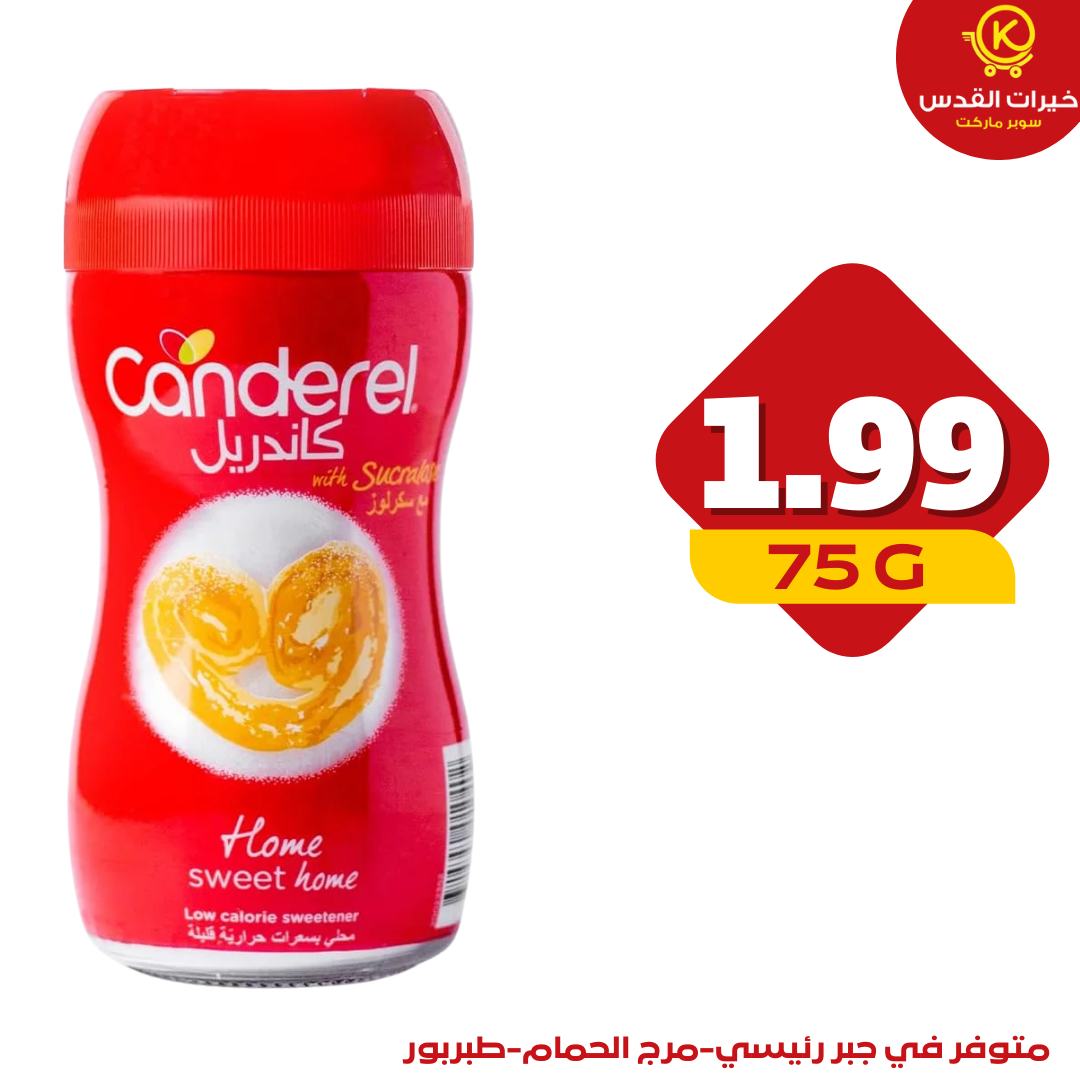 K
خيرات القدس
سوبر ماركت
Canderel
كاندريل
with Sucralose
مع سكرلوز
1.99
75 G
Home
sweet home
Low calorie sweetener
محلي بسعرات حرارية قليلة
متوفر في جبر رئيسي-مرج الحمام-طبربور